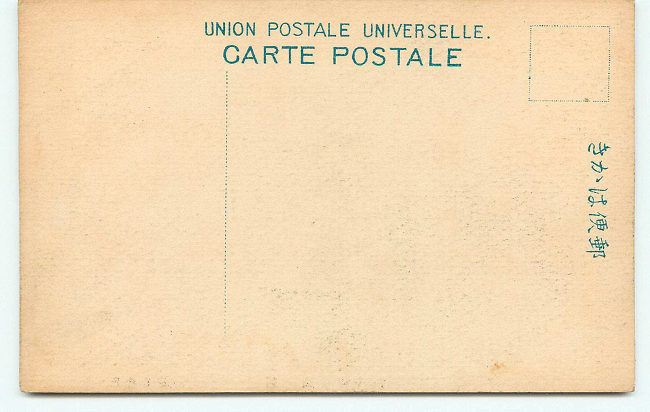 UNION POSTALE UNIVERSELLE.
CARTE POSTALE
郵便はかき